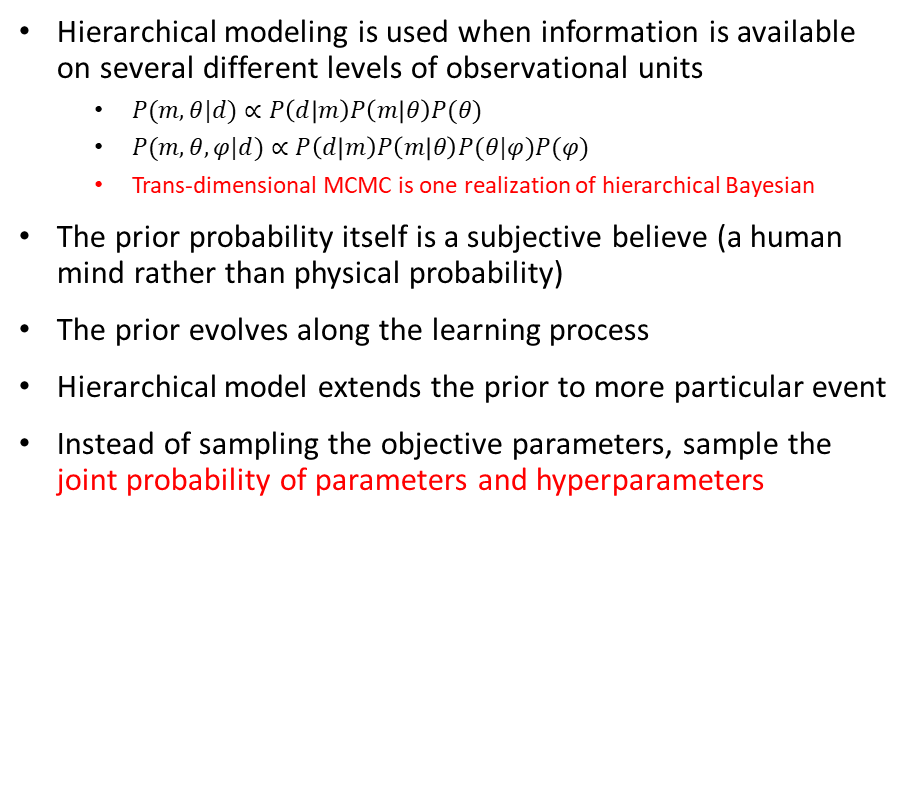 • Hierarchical modeling is used when information is available
on several different levels of observational units
• P(m, θ|d) ∝ P(d|m)P(m|θ)P(θ)
• P(m, θ, φ|d) ∝ P(d|m)P(m|θ)P(θ|φ)P(φ)
• Trans-dimensional MCMC is one realization of hierarchical Bayesian
• The prior probability itself is a subjective believe (a human
mind rather than physical probability)
• The prior evolves along the learning process
• Hierarchical model extends the prior to more particular event
• Instead of sampling the objective parameters, sample the
joint probability of parameters and hyperparameters